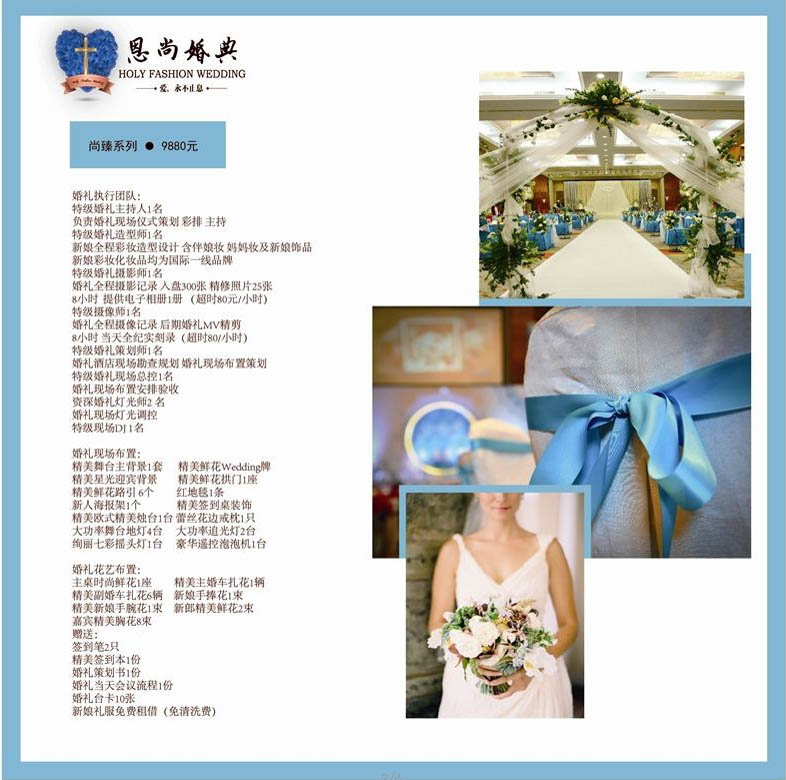 恩尚婚典
HOLY FASHION WEDDING
爱，永不止息
尚臻系列 ● 9880元
婚礼执行团队：
特级婚礼主持人1名
负责婚礼现场仪式策划 彩排 主持
特级婚礼造型师1名
新娘全程彩妆造型设计 含伴娘妆 妈妈妆及新娘饰品
新娘彩妆化妆品均为国际一线品牌
特级婚礼摄影师1名
婚礼全程摄影记录 入盘300张 精修照片25张
8小时 提供电子相册1册（超时80元/小时）
特级摄像师1名
婚礼全程摄像记录 后期婚礼MV精剪
8小时 当天全纪实刻录（超时80/小时）
特级婚礼策划师1名
婚礼酒店现场勘查规划 婚礼现场布置策划
特级婚礼现场总控1名
婚礼现场布置安排验收
资深婚礼灯光师2 名
婚礼现场灯光调控
特级现场DJ 1名
婚礼现场布置：
精美舞台主背景1套 精美鲜花Wedding牌
精美星光迎宾背景 精美鲜花拱门1座
精美鲜花路引 6个 红地毯1条
新人海报架1个 精美签到桌装饰
精美欧式精美烛台1台 蕾丝花边戒枕1只
大功率舞台地灯4台 大功率追光灯2台
绚丽七彩摇头灯1台 豪华遥控泡泡机1台
婚礼花艺布置：
主桌时尚鲜花1座 精美主婚车扎花1辆
精美副婚车扎花6辆 新娘手捧花1束
精美新娘手腕花1束 新郎精美鲜花2束
嘉宾精美胸花8束
赠送：
签到笔2只
精美签到本1份
婚礼策划书1份
婚礼当天会议流程1份
婚礼台卡10张
新娘礼服免费租借（免清洗费）